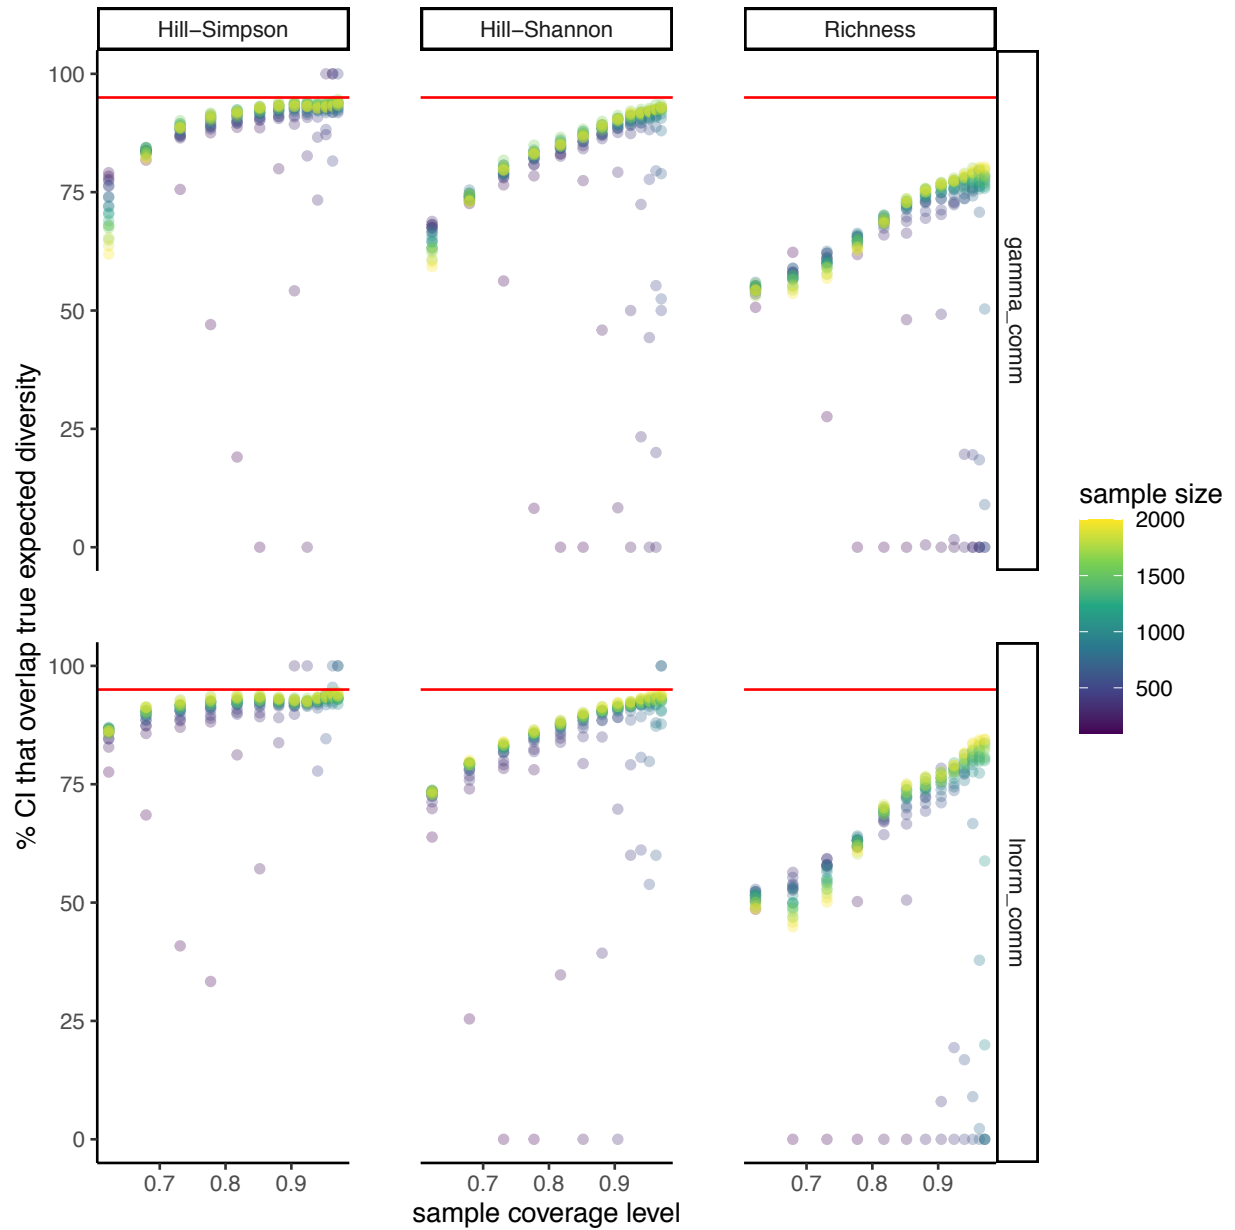 Hill−Simpson
Hill−Shannon
Richness
100
75
50
25
0
gamma_comm
100
75
50
25
0
lnorm_comm
% CI that overlap true expected diversity
0.7 0.8 0.9
0.7 0.8 0.9
0.7 0.8 0.9
sample coverage level
sample size
2000
1500
1000
500